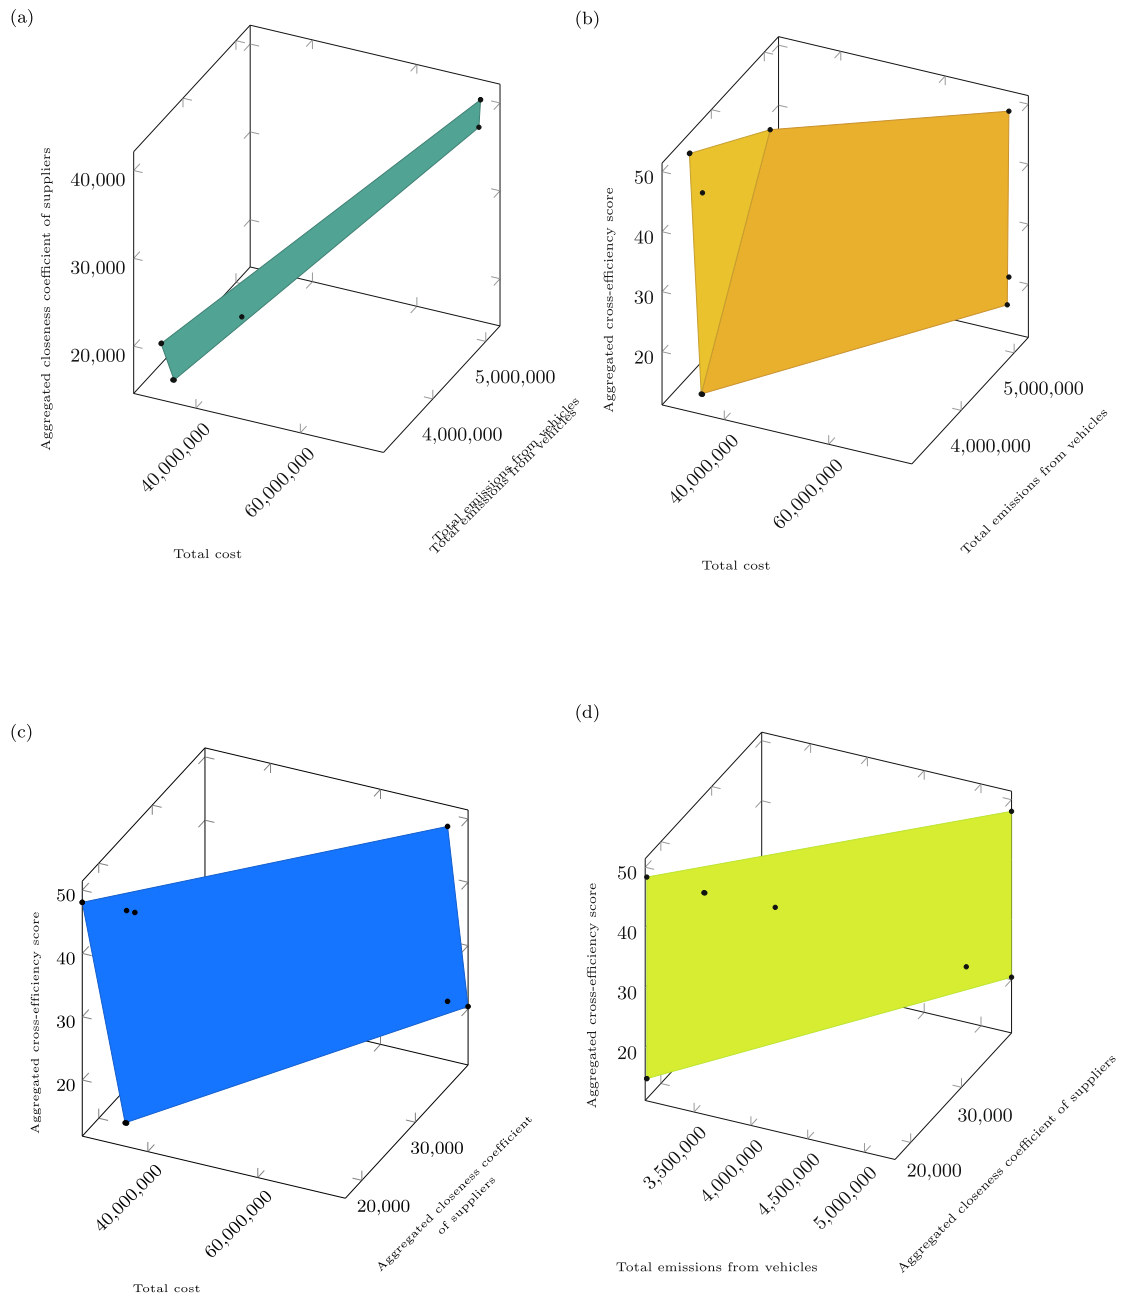 (a)
Aggregated closeness coefficient of suppliers
40,000
30,000
20,000
40,000,000
60,000,000
Total cost
4,000,000
5,000,000
Total emissions from vehicles
Total emissions from vehicles
(b)
Aggregated cross-efficiency score
50
40
30
20
40,000,000
60,000,000
Total cost
4,000,000
5,000,000
Total emissions from vehicles
(c)
Aggregated cross-efficiency score
50
40
30
20
40,000,000
60,000,000
Total cost
20,000
30,000
Aggregated closeness coefficient
of suppliers
(d)
Aggregated cross-efficiency score
50
40
30
20
3,500,000
4,000,000
4,500,000
5,000,000
Total emissions from vehicles
20,000
30,000
Aggregated closeness coefficient of suppliers